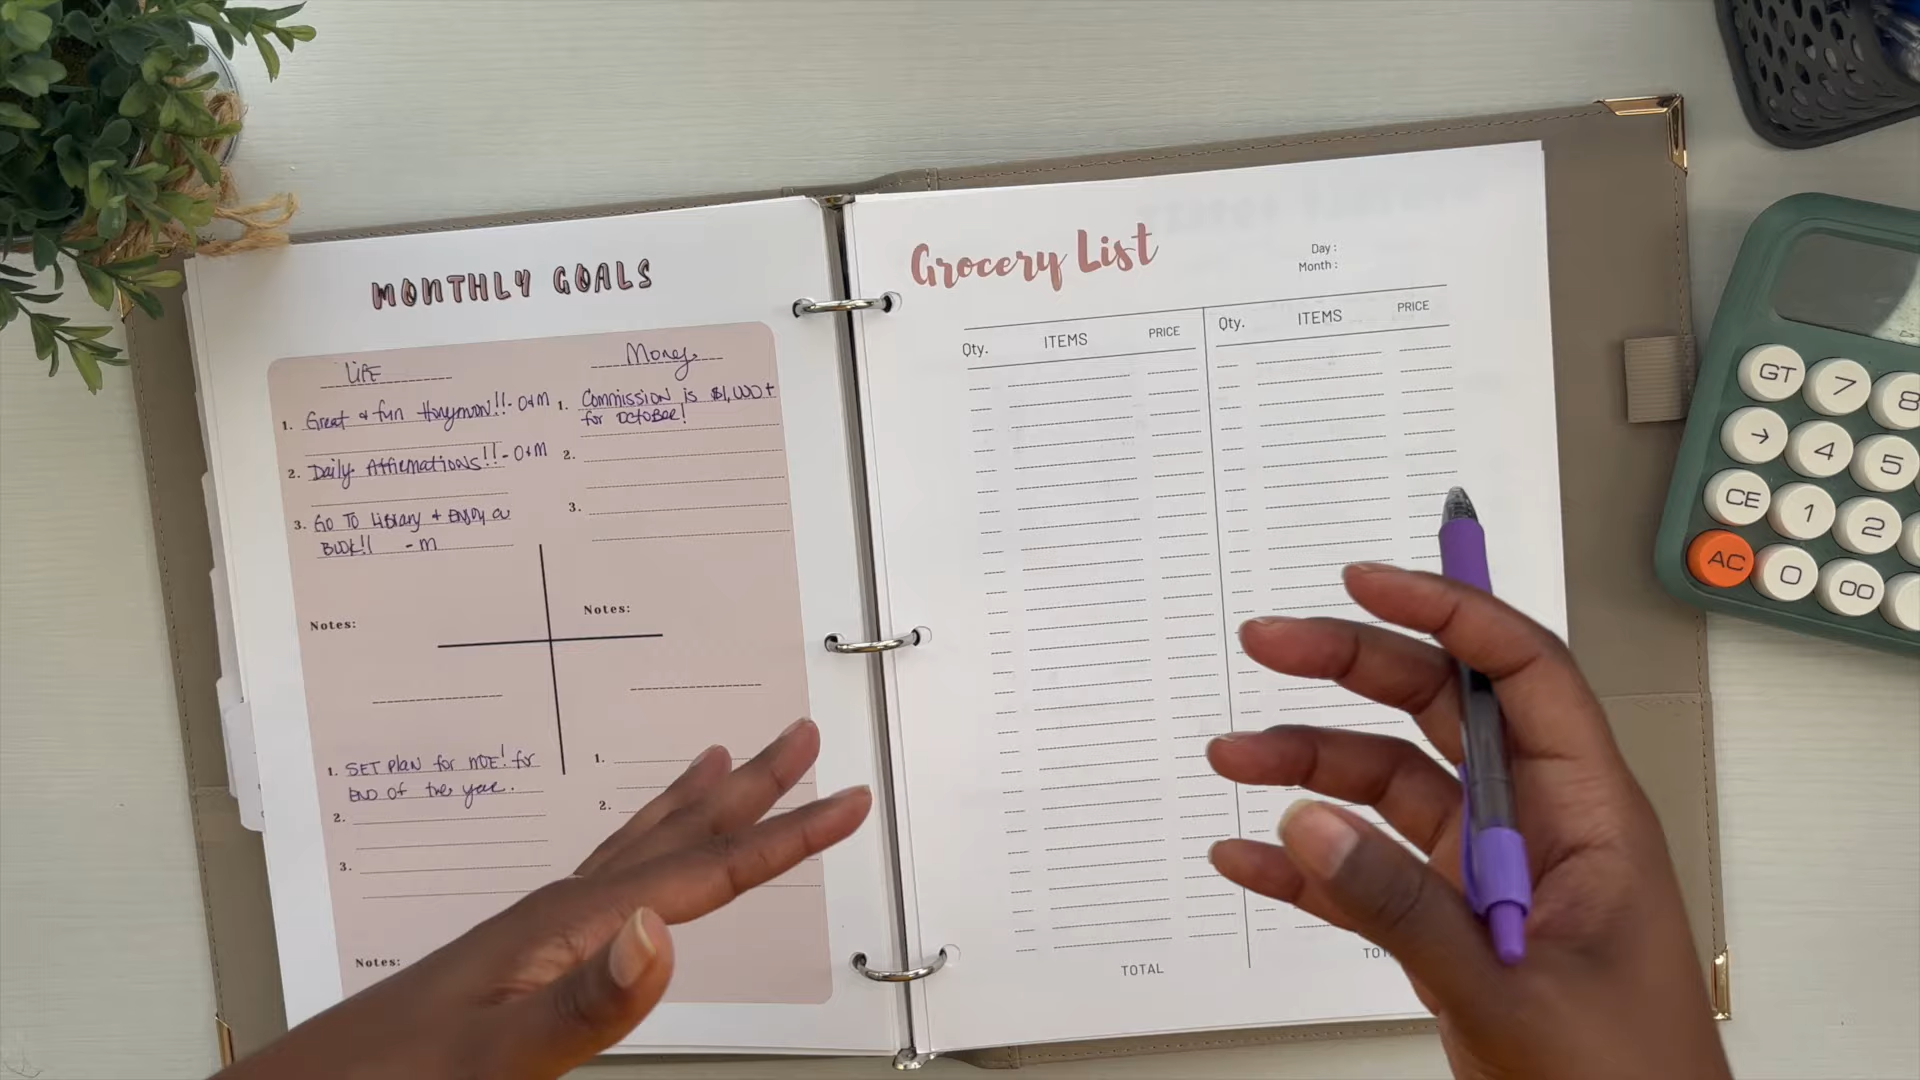 MONTHLY GOALS
LIFE
1. Great & fun Honymoon!! - O+M
2. Daily Affirmations!! - O+M
3. Go To Library + Enjoy a
BOOK!! - M
Notes:
Money
1. Commission is $1,000+
for October!
2.
3.
Notes:
1. SET Plan for for
END of the year.
2.
3.
Notes:
1.
2.
Grocery List
Day :
Month :
Qty. ITEMS PRICE
Qty. ITEMS PRICE
TOTAL
GT 7 8
→ 4 5
CE 1 2
AC 0 00